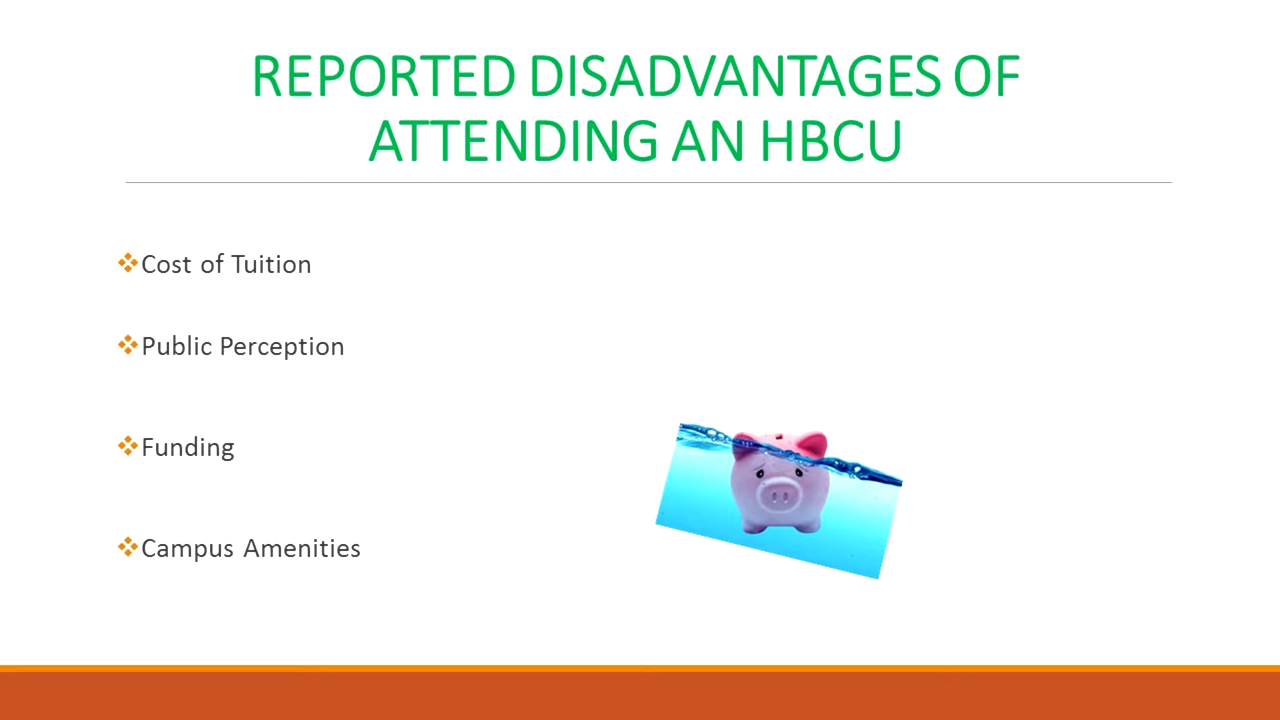 REPORTED DISADVANTAGES OF
ATTENDING AN HBCU
Cost of Tuition
Public Perception
Funding
Campus Amenities